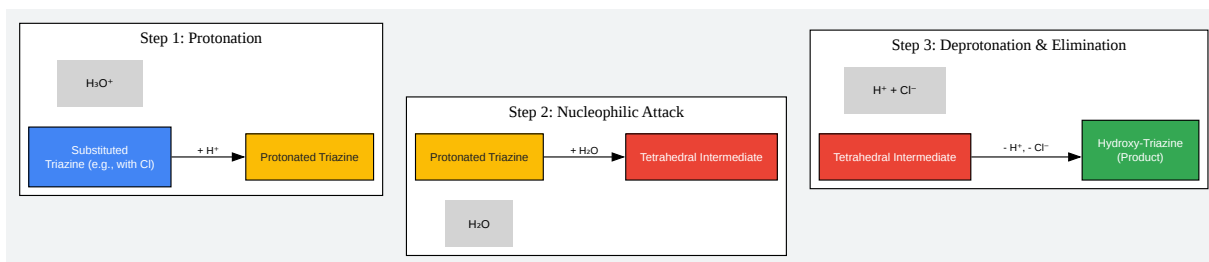 Step 1: Protonation
H₃O⁺
Substituted
Triazine (e.g., with Cl)
+ H⁺
Protonated Triazine
Step 2: Nucleophilic Attack
Protonated Triazine
+ H₂O
Tetrahedral Intermediate
H₂O
Step 3: Deprotonation & Elimination
H⁺ + Cl⁻
Tetrahedral Intermediate
- H⁺, - Cl⁻
Hydroxy-Triazine
(Product)